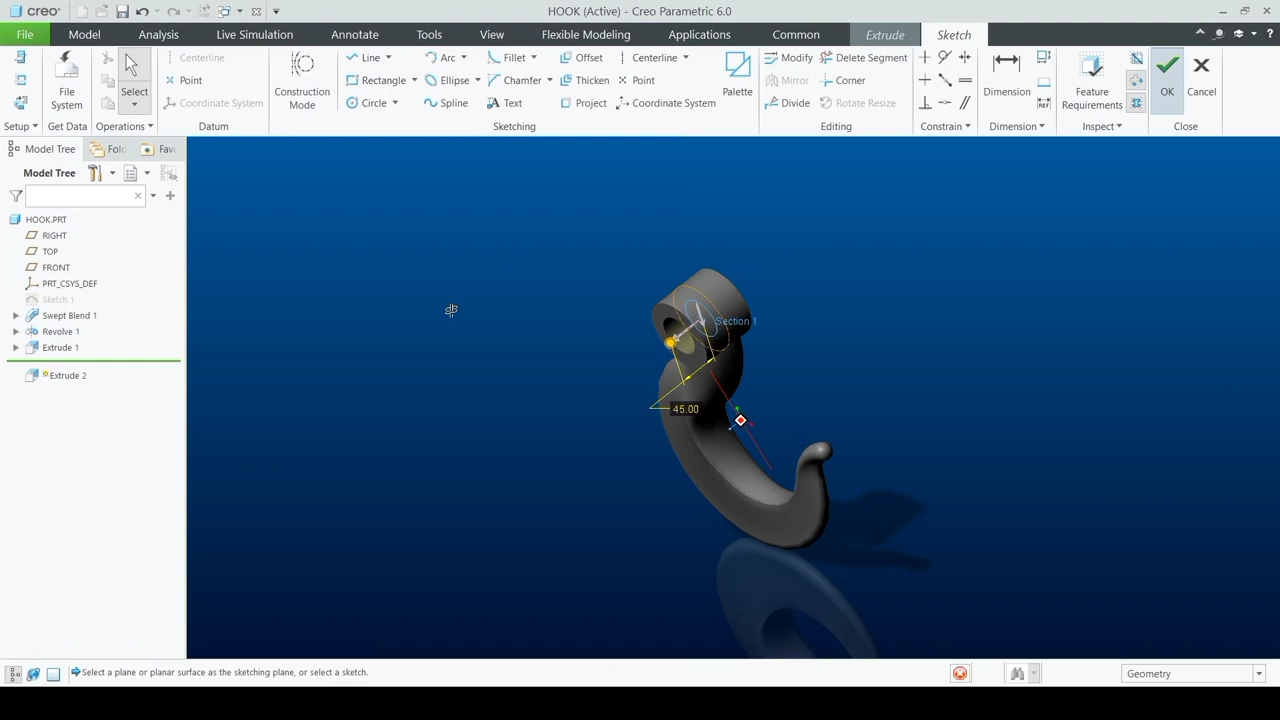 creo
HOOK (Active) - Creo Parametric 6.0
File Model Analysis Live Simulation Annotate Tools View Flexible Modeling Applications Common Extrude Sketch
File System
Select
Centerline
Point
Coordinate System
Construction Mode
Line Arc Fillet Offset Centerline
Rectangle Ellipse Chamfer Thicken Point
Circle Spline Text Project Coordinate System
Palette
Modify Delete Segment
Mirror Corner
Divide Rotate Resize
Dimension
Feature Requirements
OK Cancel
Setup Get Data Operations Datum Sketching Editing Constrain Dimension Inspect Close
Model Tree Fol Fav
Model Tree
HOOK.PRT
RIGHT
TOP
FRONT
PRT_CSYS_DEF
Sketch 1
Swept Blend 1
Revolve 1
Extrude 1
Extrude 2
Section 1
45.00
Select a plane or planar surface as the sketching plane, or select a sketch.
Geometry